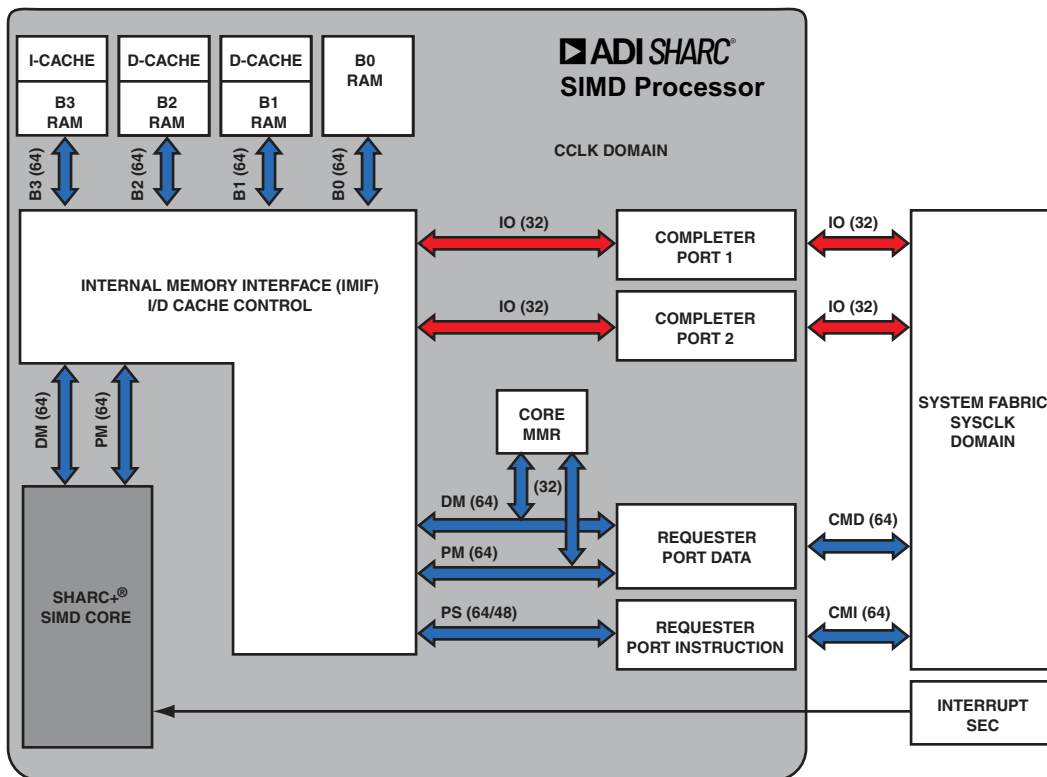 ADI SHARC®
SIMD Processor
I-CACHE
D-CACHE
D-CACHE
B0
RAM
B3
RAM
B2
RAM
B1
RAM
CCLK DOMAIN
B3 (64)
B2 (64)
B1 (64)
B0 (64)
INTERNAL MEMORY INTERFACE (IMIF)
I/D CACHE CONTROL
IO (32)
COMPLETER
PORT 1
IO (32)
IO (32)
COMPLETER
PORT 2
IO (32)
SYSTEM FABRIC
SYSCLK
DOMAIN
DM (64)
PM (64)
CORE
MMR
(32)
DM (64)
PM (64)
REQUESTER
PORT DATA
CMD (64)
SHARC+®
SIMD CORE
PS (64/48)
REQUESTER
PORT INSTRUCTION
CMI (64)
INTERRUPT
SEC